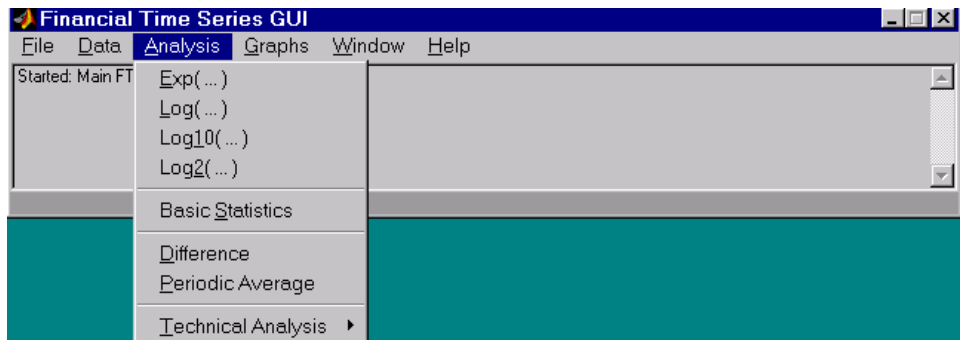 Financial Time Series GUI
File Data Analysis Graphs Window Help
Started: Main FT
Exp(...)
Log(...)
Log10(...)
Log2(...)
Basic Statistics
Difference
Periodic Average
Technical Analysis